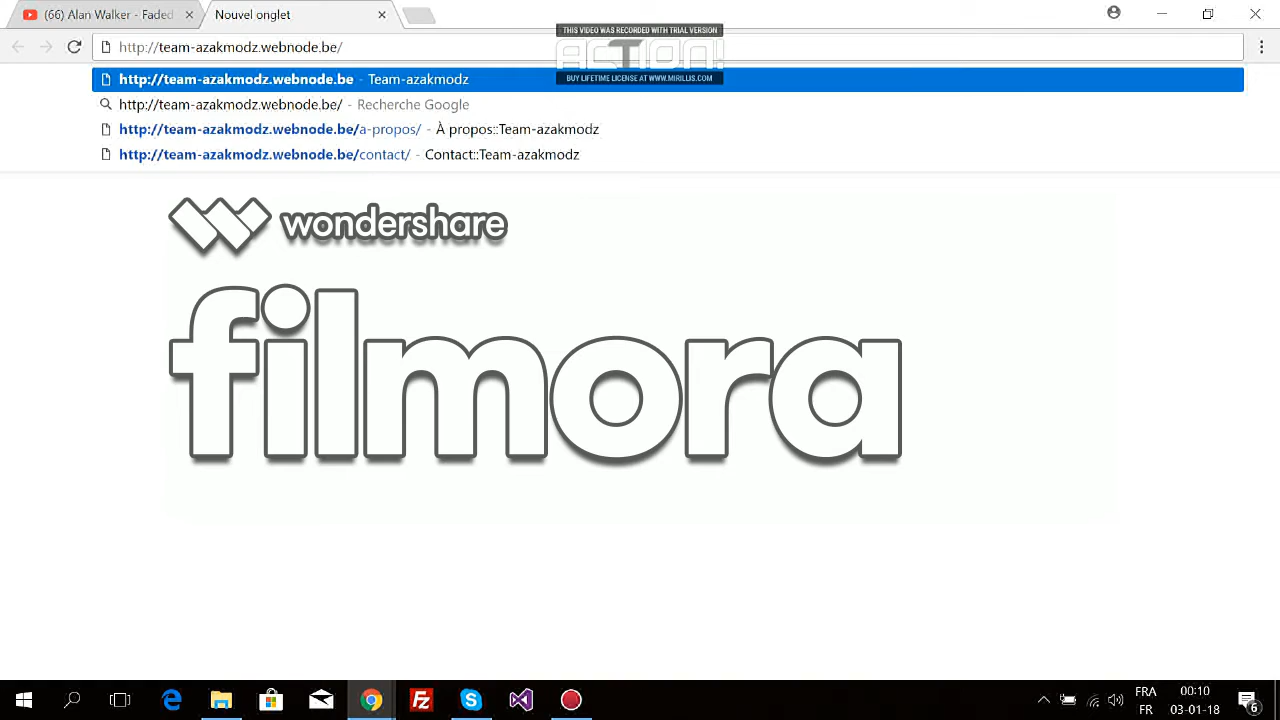 (66) Alan Walker - Faded
Nouvel onglet
THIS VIDEO WAS RECORDED WITH TRIAL VERSION
ACTION!
BUY LIFETIME LICENSE AT WWW.MIRILLIS.COM
http://team-azakmodz.webnode.be/
http://team-azakmodz.webnode.be - Team-azakmodz
http://team-azakmodz.webnode.be/ - Recherche Google
http://team-azakmodz.webnode.be/a-propos/ - À propos::Team-azakmodz
http://team-azakmodz.webnode.be/contact/ - Contact::Team-azakmodz
wondershare
filmora
FRA
FR
00:10
03-01-18
6